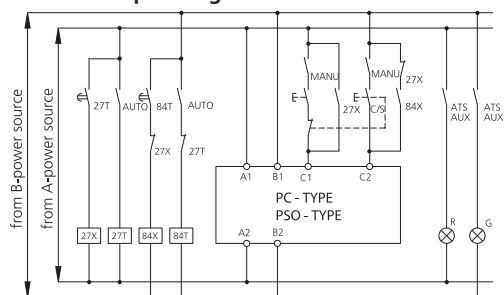 from B-power source
from A-power source
27T
AUTO
84T
AUTO
27X
27T
27X
27T
84X
84T
MANU
E
27X
MANU
E
C/S
27X
84X
ATS
AUX
ATS
AUX
A1
B1
C1
C2
PC - TYPE
PSO - TYPE
A2
B2
R
G